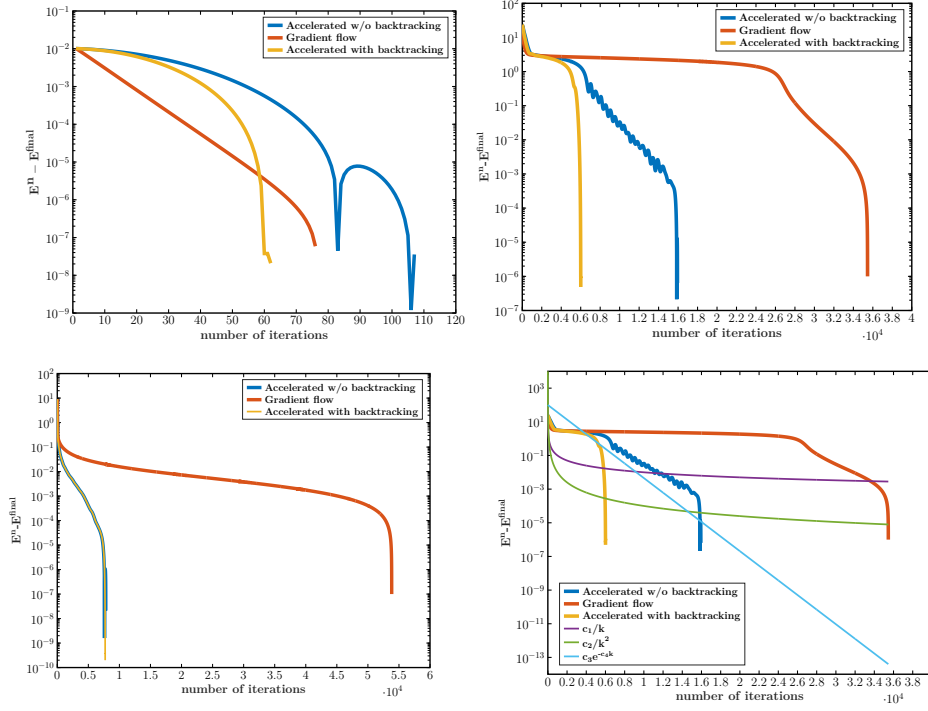 10^-1
10^-2
10^-3
10^-4
10^-5
10^-6
10^-7
10^-8
10^-9
E^n − E^final
0 10 20 30 40 50 60 70 80 90 100 110 120
number of iterations
Accelerated w/o backtracking
Gradient flow
Accelerated with backtracking
10^2
10^1
10^0
10^-1
10^-2
10^-3
10^-4
10^-5
10^-6
10^-7
E^n-E^final
0 0.2 0.4 0.6 0.8 1 1.2 1.4 1.6 1.8 2 2.2 2.4 2.6 2.8 3 3.2 3.4 3.6 3.8 4
number of iterations
·10^4
Accelerated w/o backtracking
Gradient flow
Accelerated with backtracking
10^2
10^1
10^0
10^-1
10^-2
10^-3
10^-4
10^-5
10^-6
10^-7
10^-8
10^-9
10^-10
E^n-E^final
0 0.5 1 1.5 2 2.5 3 3.5 4 4.5 5 5.5 6
number of iterations
·10^4
Accelerated w/o backtracking
Gradient flow
Accelerated with backtracking
10^3
10^1
10^-1
10^-3
10^-5
10^-7
10^-9
10^-11
10^-13
E^n-E^final
0 0.2 0.4 0.6 0.8 1 1.2 1.4 1.6 1.8 2 2.2 2.4 2.6 2.8 3 3.2 3.4 3.6 3.8 4
number of iterations
·10^4
Accelerated w/o backtracking
Gradient flow
Accelerated with backtracking
c₁/k
c₂/k²
c₃e^-c₄k